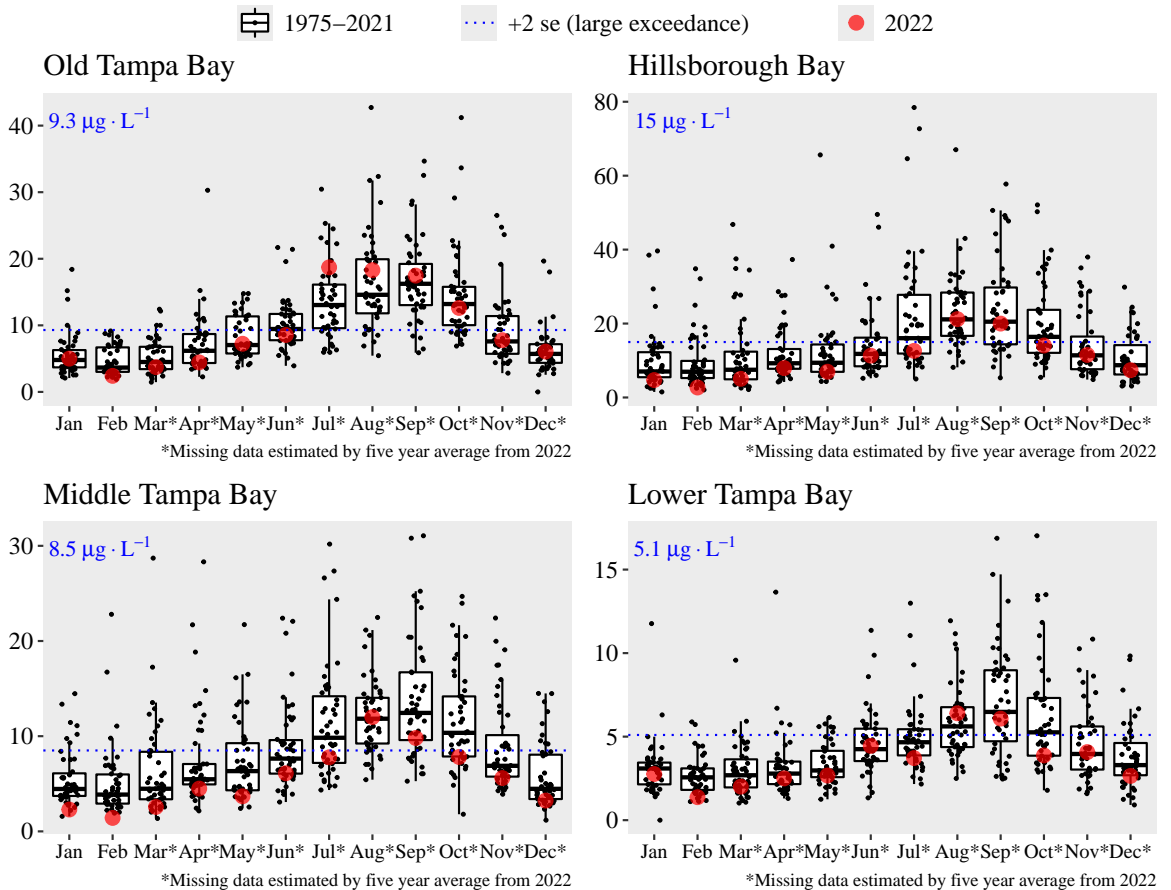 1975–2021 +2 se (large exceedance) 2022
Old Tampa Bay
9.3 μg · L⁻¹
40
30
20
10
0
Jan Feb Mar* Apr* May* Jun* Jul* Aug* Sep* Oct* Nov* Dec*
*Missing data estimated by five year average from 2022
Hillsborough Bay
15 μg · L⁻¹
80
60
40
20
0
Jan Feb Mar* Apr* May* Jun* Jul* Aug* Sep* Oct* Nov* Dec*
*Missing data estimated by five year average from 2022
Middle Tampa Bay
8.5 μg · L⁻¹
30
20
10
0
Jan Feb Mar* Apr* May* Jun* Jul* Aug* Sep* Oct* Nov* Dec*
*Missing data estimated by five year average from 2022
Lower Tampa Bay
5.1 μg · L⁻¹
15
10
5
0
Jan Feb Mar* Apr* May* Jun* Jul* Aug* Sep* Oct* Nov* Dec*
*Missing data estimated by five year average from 2022